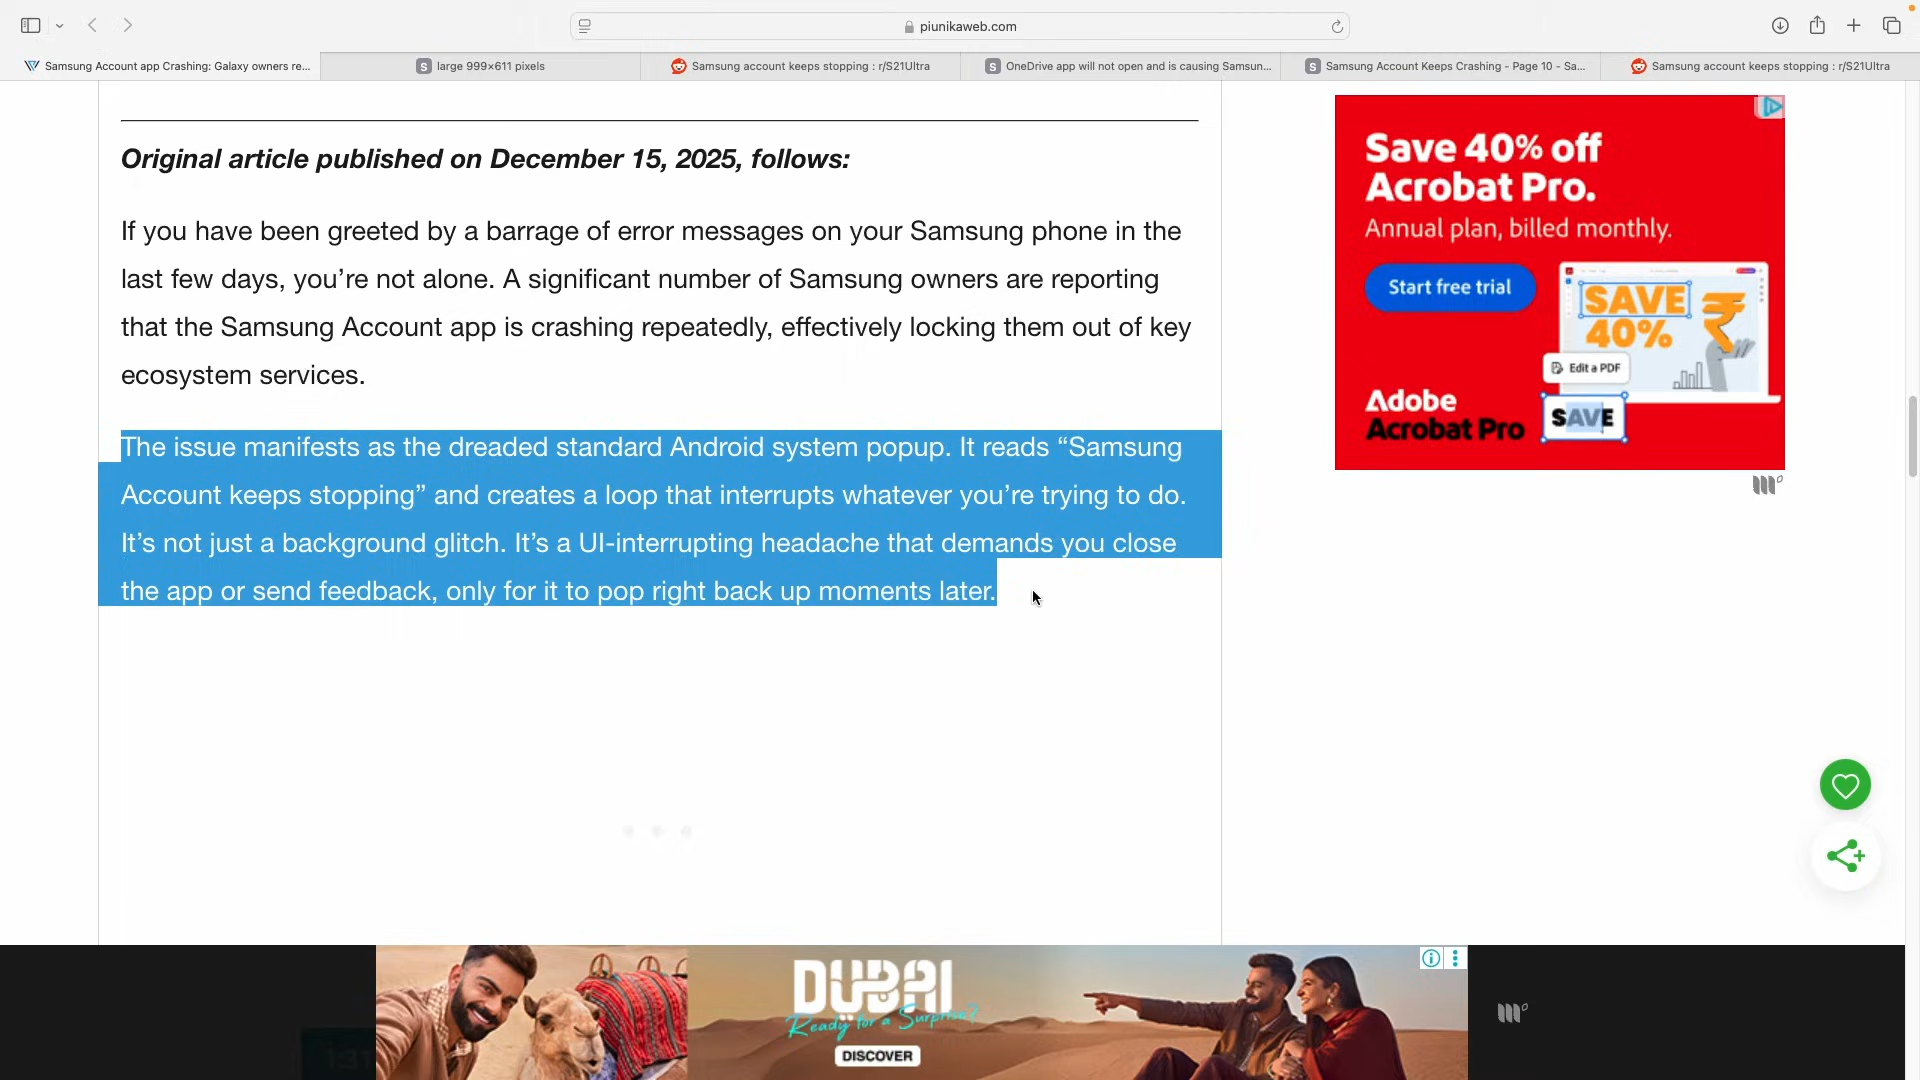 piunikaweb.com
Samsung Account app Crashing: Galaxy owners re...
large 999×611 pixels
Samsung account keeps stopping : r/S21Ultra
OneDrive app will not open and is causing Samsun...
Samsung Account Keeps Crashing - Page 10 - Sa...
Samsung account keeps stopping : r/S21Ultra
Original article published on December 15, 2025, follows:
If you have been greeted by a barrage of error messages on your Samsung phone in the
last few days, you’re not alone. A significant number of Samsung owners are reporting
that the Samsung Account app is crashing repeatedly, effectively locking them out of key
ecosystem services.
The issue manifests as the dreaded standard Android system popup. It reads “Samsung
Account keeps stopping” and creates a loop that interrupts whatever you’re trying to do.
It’s not just a background glitch. It’s a UI-interrupting headache that demands you close
the app or send feedback, only for it to pop right back up moments later.
Save 40% off
Acrobat Pro.
Annual plan, billed monthly.
Start free trial
SAVE
40%
₹
Edit a PDF
SAVE
Adobe
Acrobat Pro
DUBAI
Ready for a Surprise?
DISCOVER